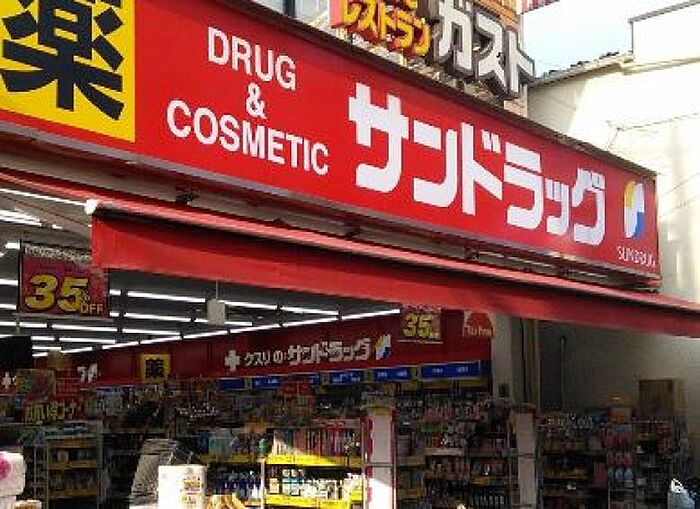 レストラン
ガスト
薬
DRUG
&
COSMETIC
サンドラッグ
SUNDRUG
35%
OFF
35%
クスリのサンドラッグ
薬